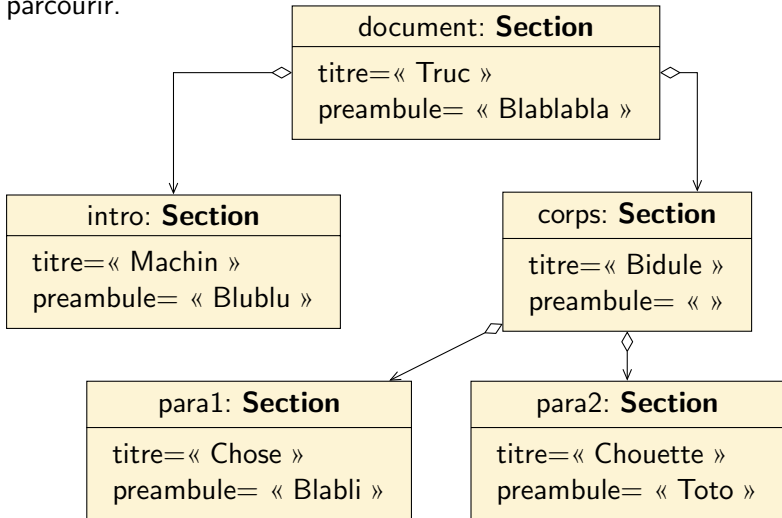 parcourir.
document: Section
titre=« Truc »
preambule= « Blablabla »
intro: Section
titre=« Machin »
preambule= « Blublu »
corps: Section
titre=« Bidule »
preambule= « »
para1: Section
titre=« Chose »
preambule= « Blabli »
para2: Section
titre=« Chouette »
preambule= « Toto »